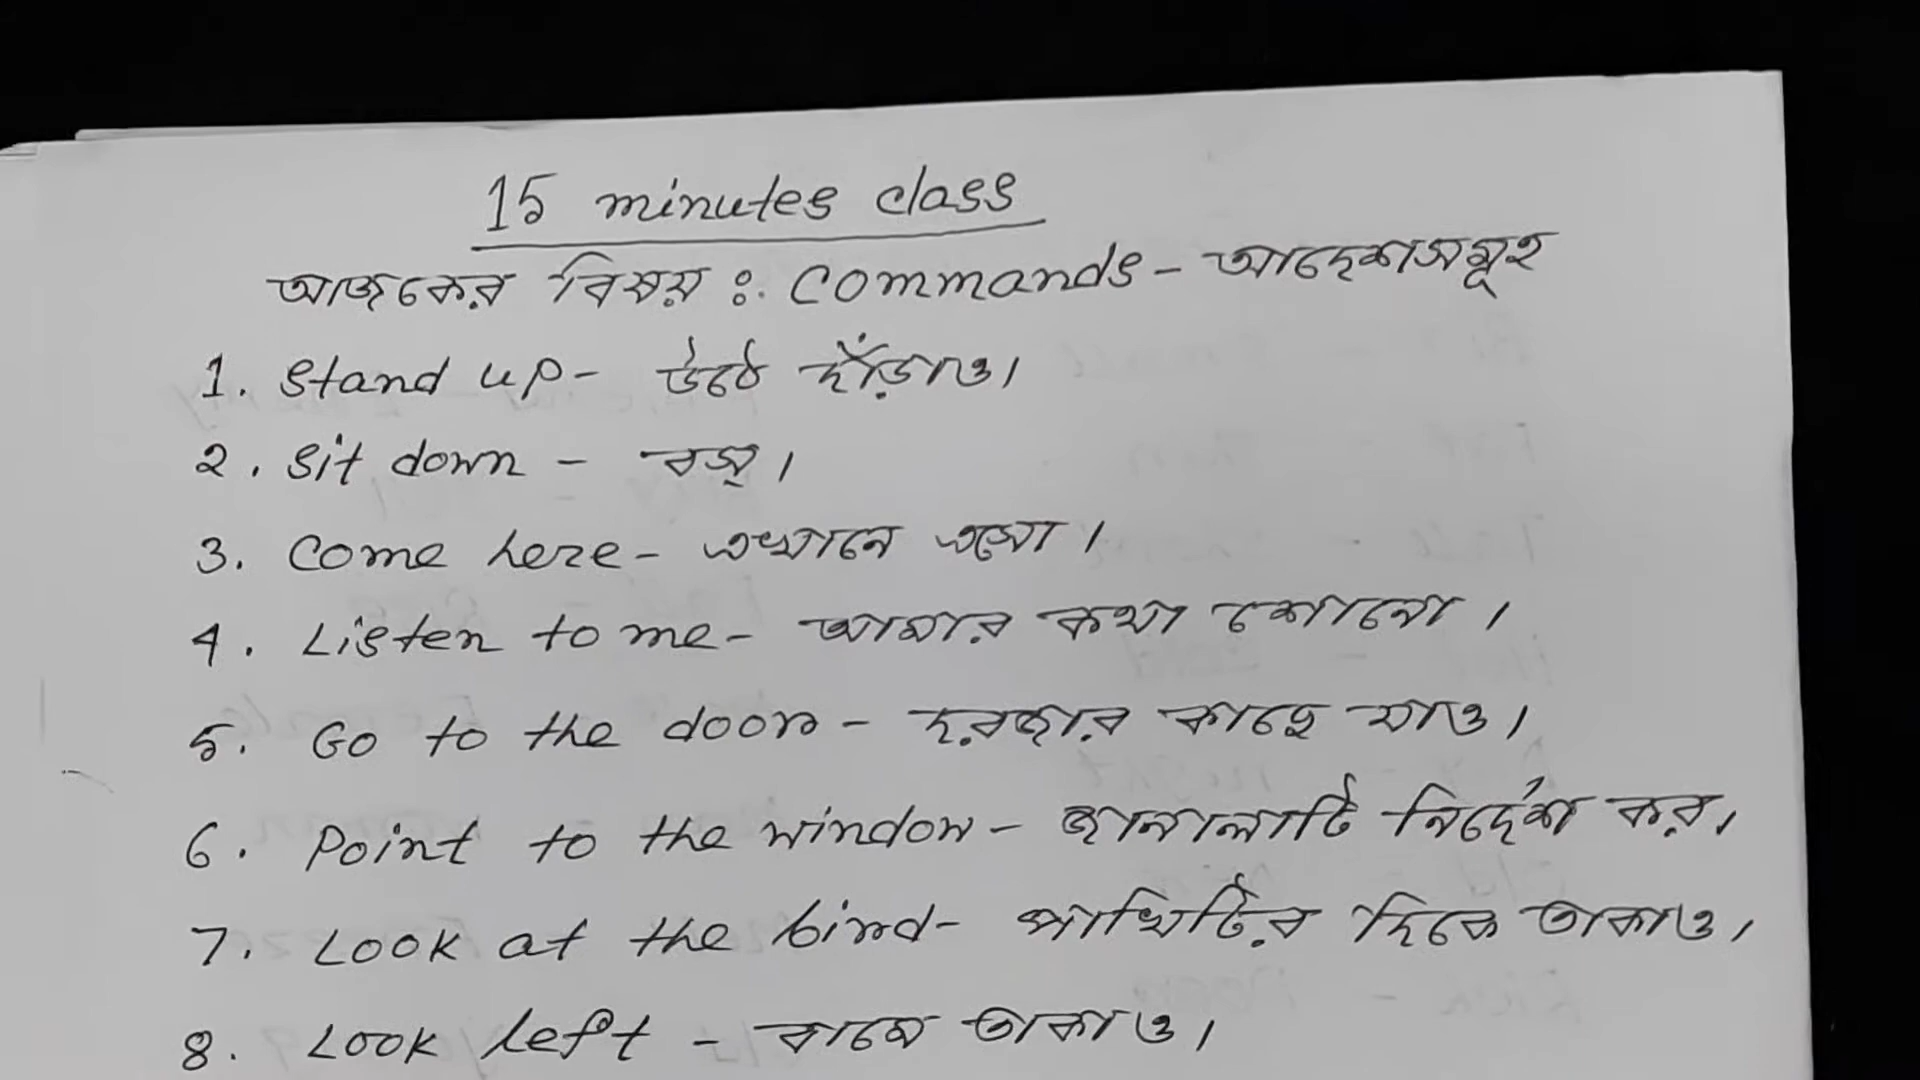 15 minutes class
আজকের বিষয় ঃ. Commands - আদেশসমূহ
1. Stand up - উঠে দাঁড়াও।
2. Sit down - বস্ ।
3. Come here - এখানে এসো ।
4. Listen to me - আমার কথা শোনো ।
5. Go to the door - দরজার কাছে যাও।
6. Point to the window - জানালাটি নির্দেশ কর।
7. Look at the bird - পাখিটির দিকে তাকাও।
8. Look left - বামে তাকাও।